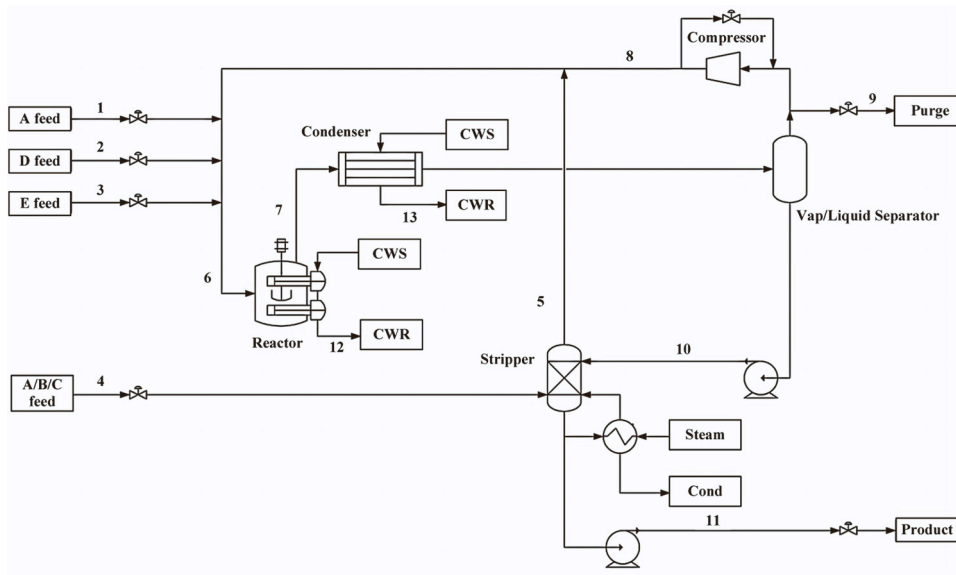 Compressor
8
9
Purge
1
A feed
2
D feed
3
E feed
Condenser
CWS
7
13
CWR
Vap/Liquid Separator
6
CWS
5
Reactor
12
CWR
Stripper
10
A/B/C
feed
4
Steam
Cond
11
Product